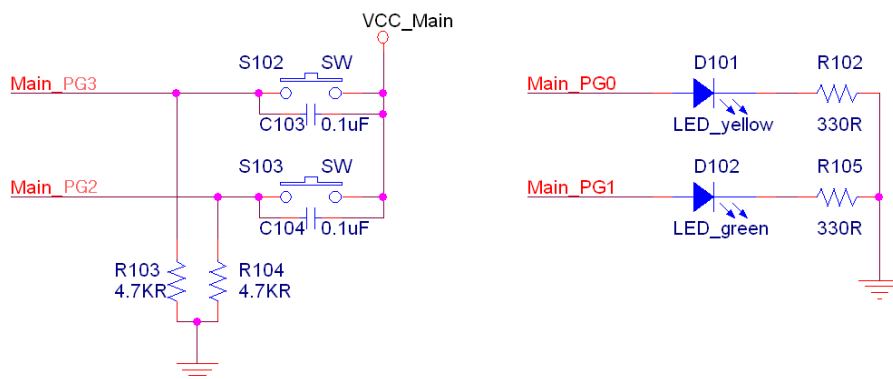 VCC_Main
S102 SW
Main_PG3
C103 0.1uF
S103 SW
Main_PG2
C104 0.1uF
R103 R104
4.7KR 4.7KR
D101 R102
Main_PG0
LED_yellow 330R
D102 R105
Main_PG1
LED_green 330R